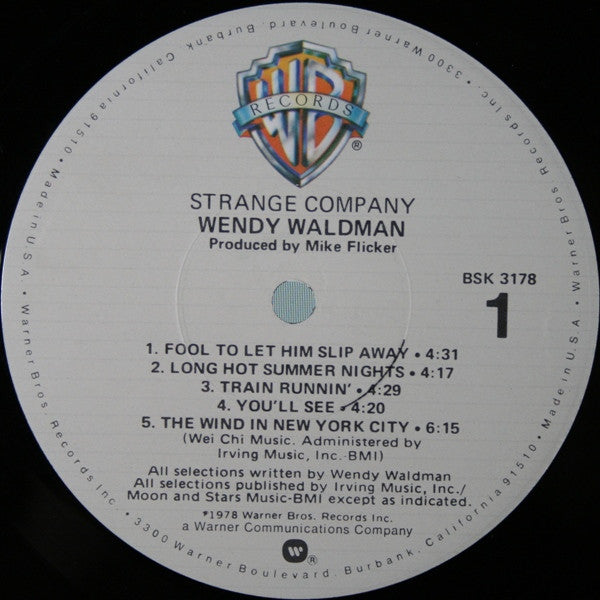 WB
RECORDS
®
STRANGE COMPANY
WENDY WALDMAN
Produced by Mike Flicker
BSK 3178
1
1. FOOL TO LET HIM SLIP AWAY • 4:31
2. LONG HOT SUMMER NIGHTS • 4:17
3. TRAIN RUNNIN' • 4:29
4. YOU'LL SEE • 4:20
5. THE WIND IN NEW YORK CITY • 6:15
(Wei Chi Music. Administered by
Irving Music, Inc.-BMI)
All selections written by Wendy Waldman
All selections published by Irving Music, Inc./
Moon and Stars Music-BMI except as indicated.
℗1978 Warner Bros. Records Inc.
a Warner Communications Company
®
• Made in U.S.A. • Warner Bros. Records Inc. • 3300 Warner Boulevard, Burbank, California 91510 • Made in U.S.A. • Warner Bros. Records Inc. • 3300 Warner Boulevard, Burbank, California 91510